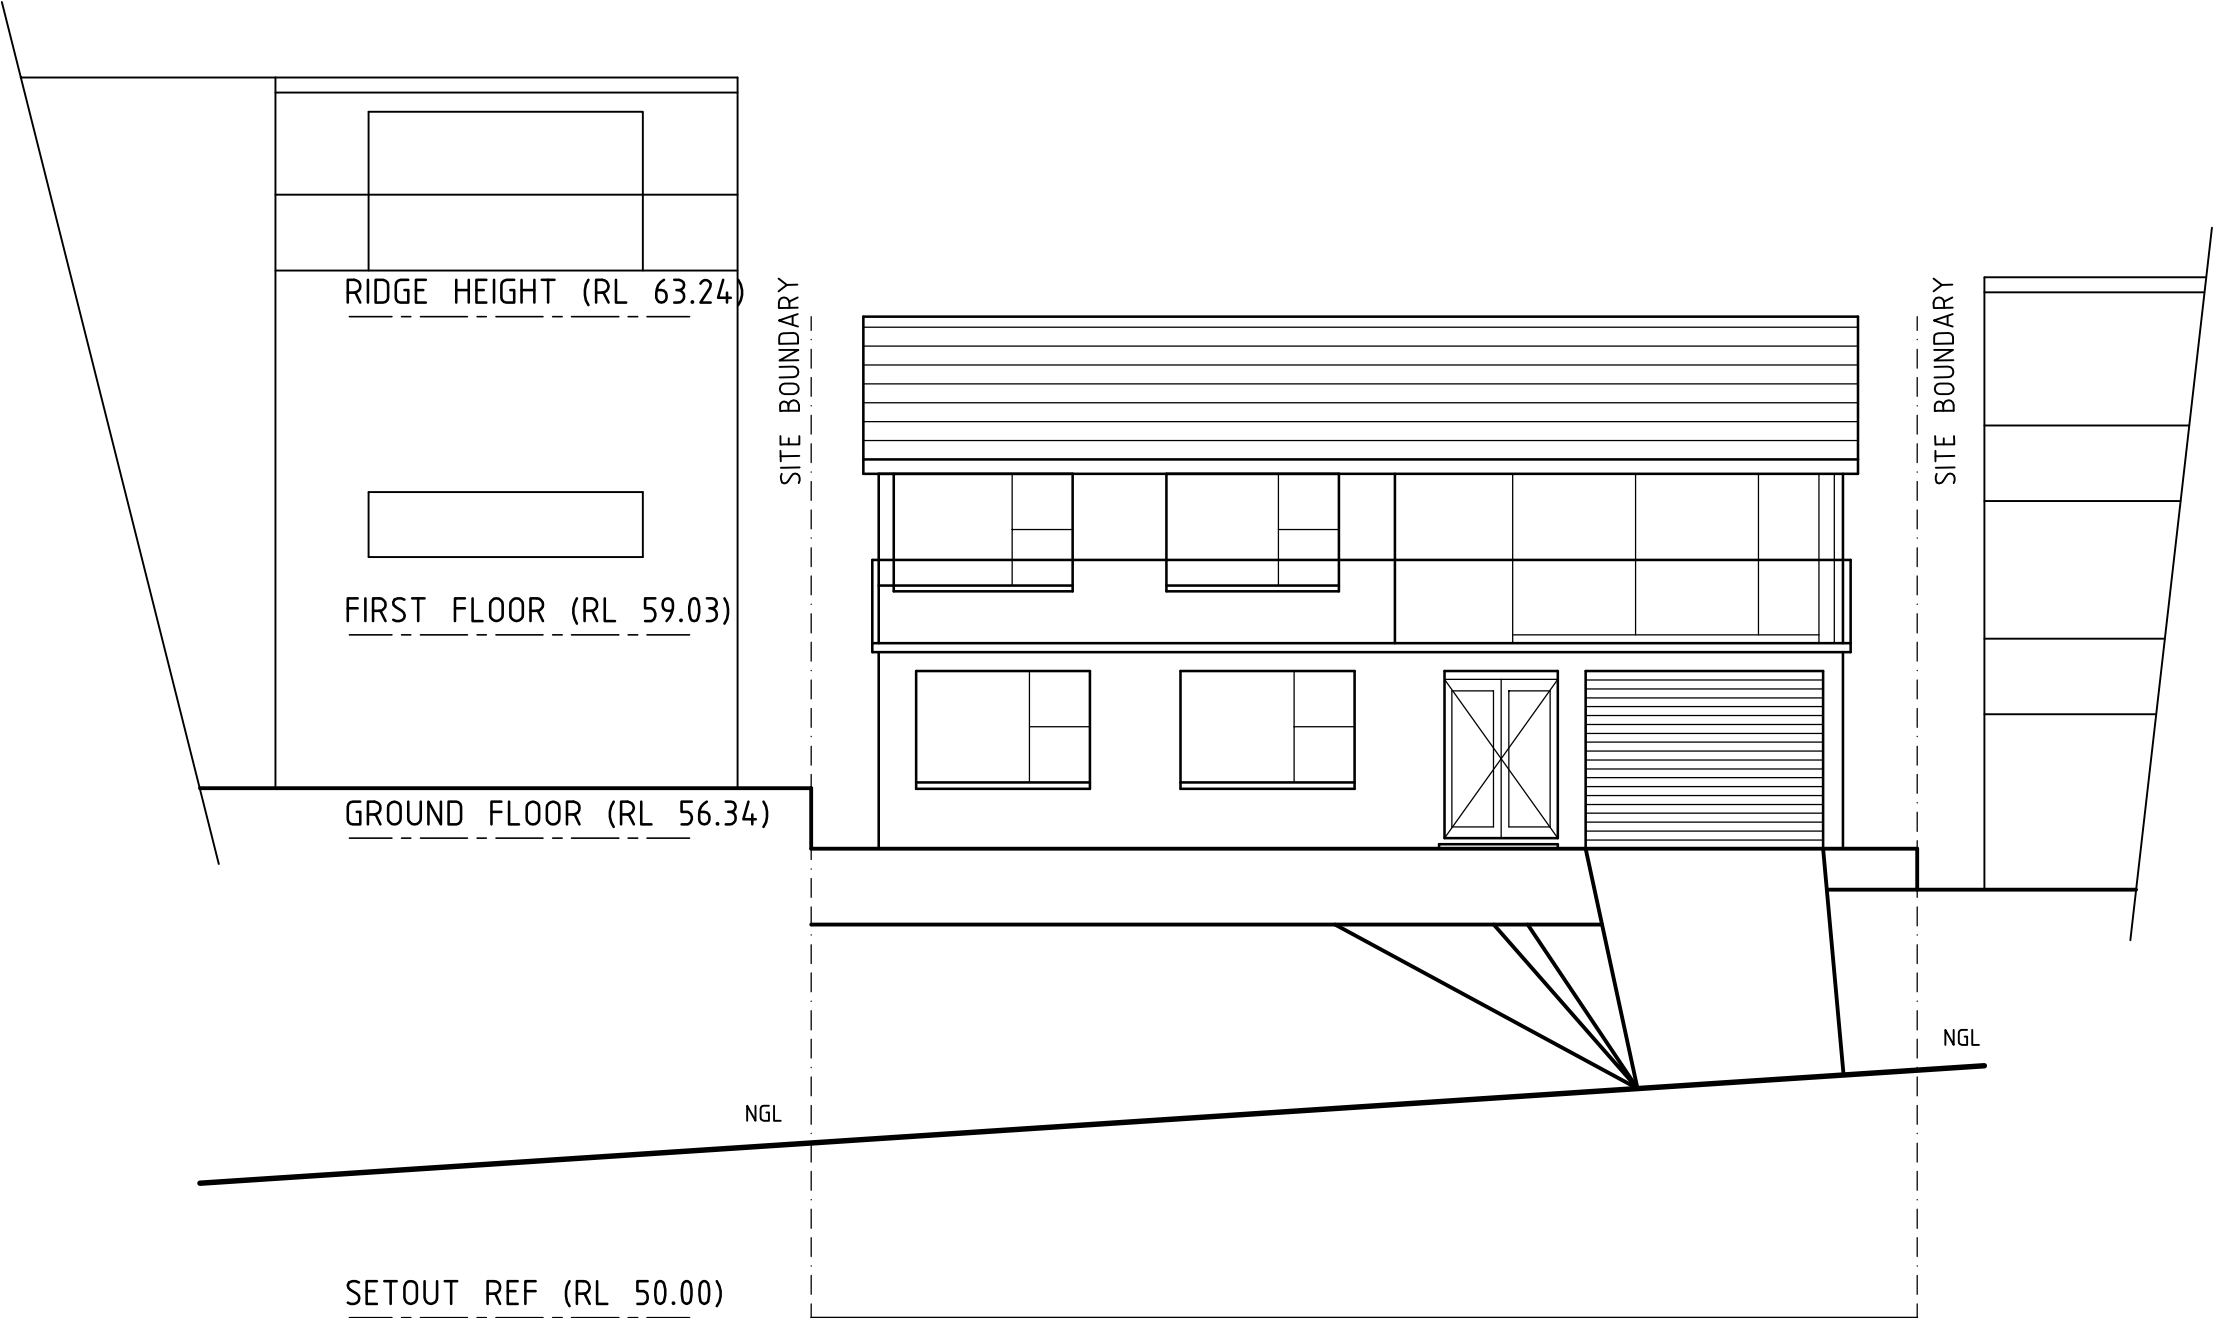 RIDGE HEIGHT (RL 63.24)
SITE BOUNDARY
SITE BOUNDARY
FIRST FLOOR (RL 59.03)
GROUND FLOOR (RL 56.34)
NGL
NGL
SETOUT REF (RL 50.00)